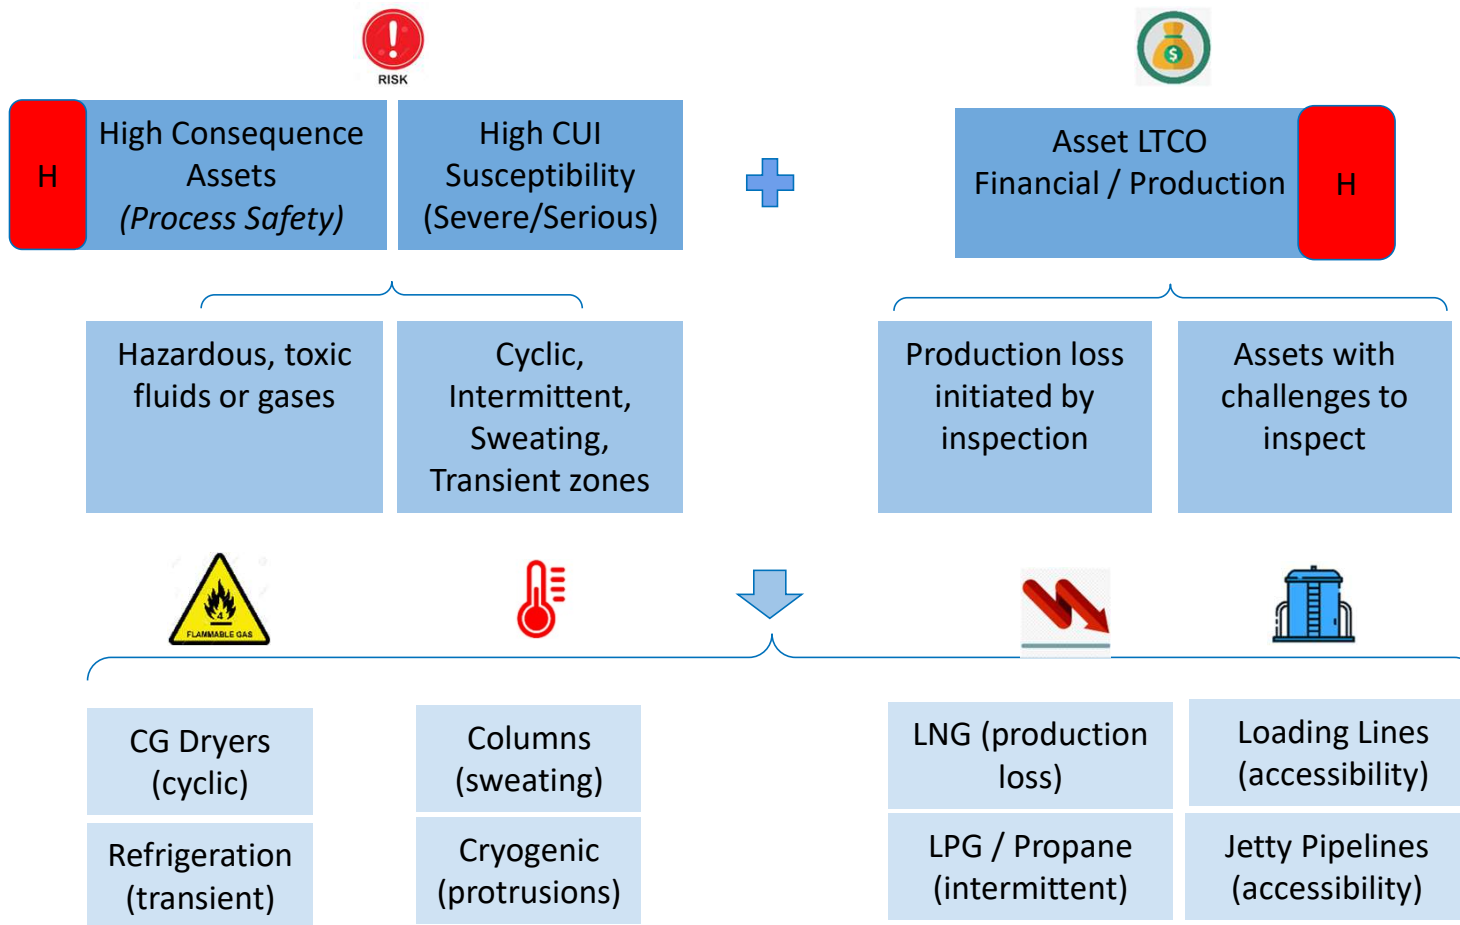 RISK
H
High Consequence
Assets
(Process Safety)
High CUI
Susceptibility
(Severe/Serious)
$
Asset LTCO
Financial / Production
H
Hazardous, toxic
fluids or gases
Cyclic,
Intermittent,
Sweating,
Transient zones
Production loss
initiated by
inspection
Assets with
challenges to
inspect
4
FLAMMABLE GAS
CG Dryers
(cyclic)
Columns
(sweating)
LNG (production
loss)
Loading Lines
(accessibility)
Refrigeration
(transient)
Cryogenic
(protrusions)
LPG / Propane
(intermittent)
Jetty Pipelines
(accessibility)